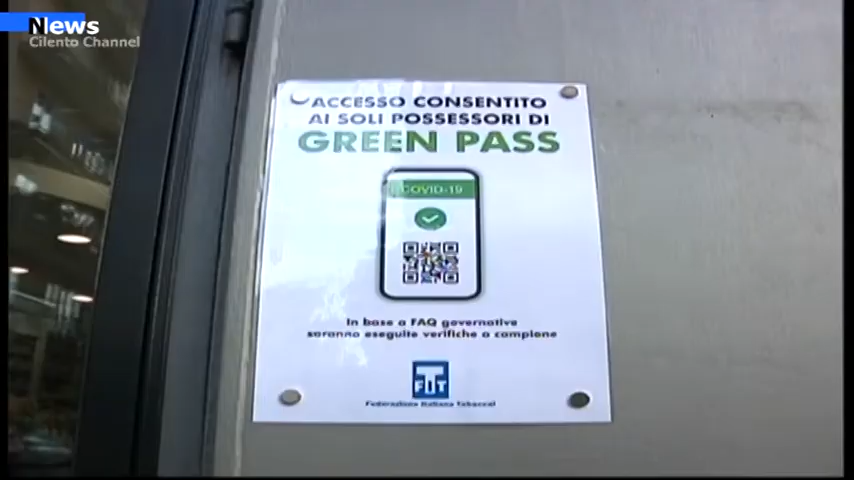 News
Cilento Channel
ACCESSO CONSENTITO
AI SOLI POSSESSORI DI
GREEN PASS
COVID-19
In base a FAQ governative
saranno eseguite verifiche a campione
FIT
Federazione Italiana Tabaccai